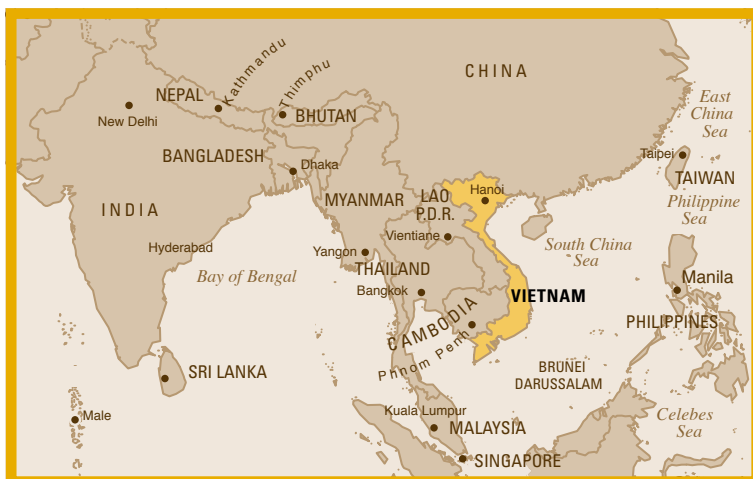 CHINA
East
China
Sea
NEPAL
Kathmandu
Thimphu
BHUTAN
New Delhi
BANGLADESH
Dhaka
Taipei
TAIWAN
Philippine
Sea
INDIA
MYANMAR
LAO
P.D.R.
Hanoi
Hyderabad
Vientiane
South China
Sea
Yangon
Bay of Bengal
THAILAND
Bangkok
Manila
VIETNAM
PHILIPPINES
CAMBODIA
Phnom Penh
SRI LANKA
BRUNEI
DARUSSALAM
Male
Kuala Lumpur
MALAYSIA
Celebes
Sea
SINGAPORE